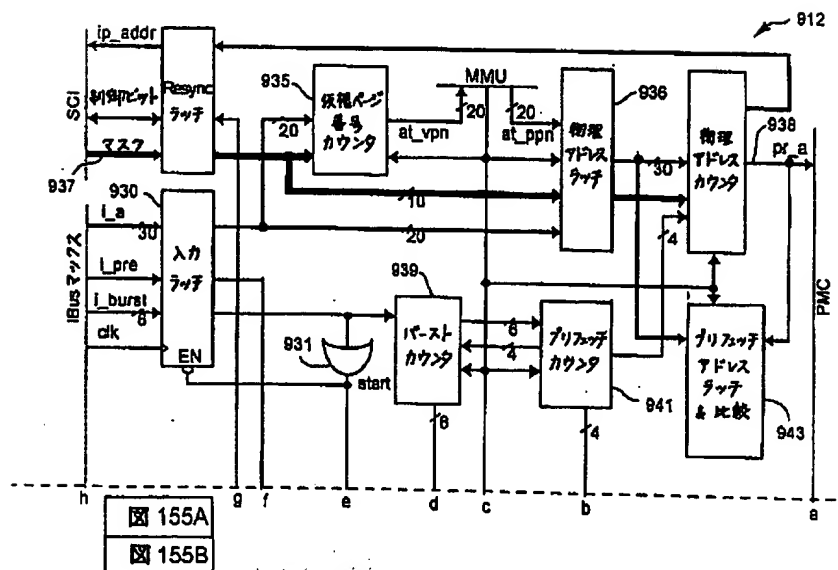 912
ip_addr
SCI
制御ビット
マスク
937
Resync
ラッチ
935
仮想ページ
番号
カウンタ
20
at_vpn
MMU
20
20
at_ppn
936
物理
アドレス
ラッチ
30
物理
アドレス
カウンタ
938
pr_a
930
IBusマックス
i_a
30
i_pre
i_burst
8
clk
入力
ラッチ
EN
10
20
4
931
start
939
バースト
カウンタ
6
4
プリフェッチ
カウンタ
941
プリフェッチ
アドレス
ラッチ
& 比較
943
PMC
6
4
h
g
f
e
d
c
b
a
図 155A
図 155B